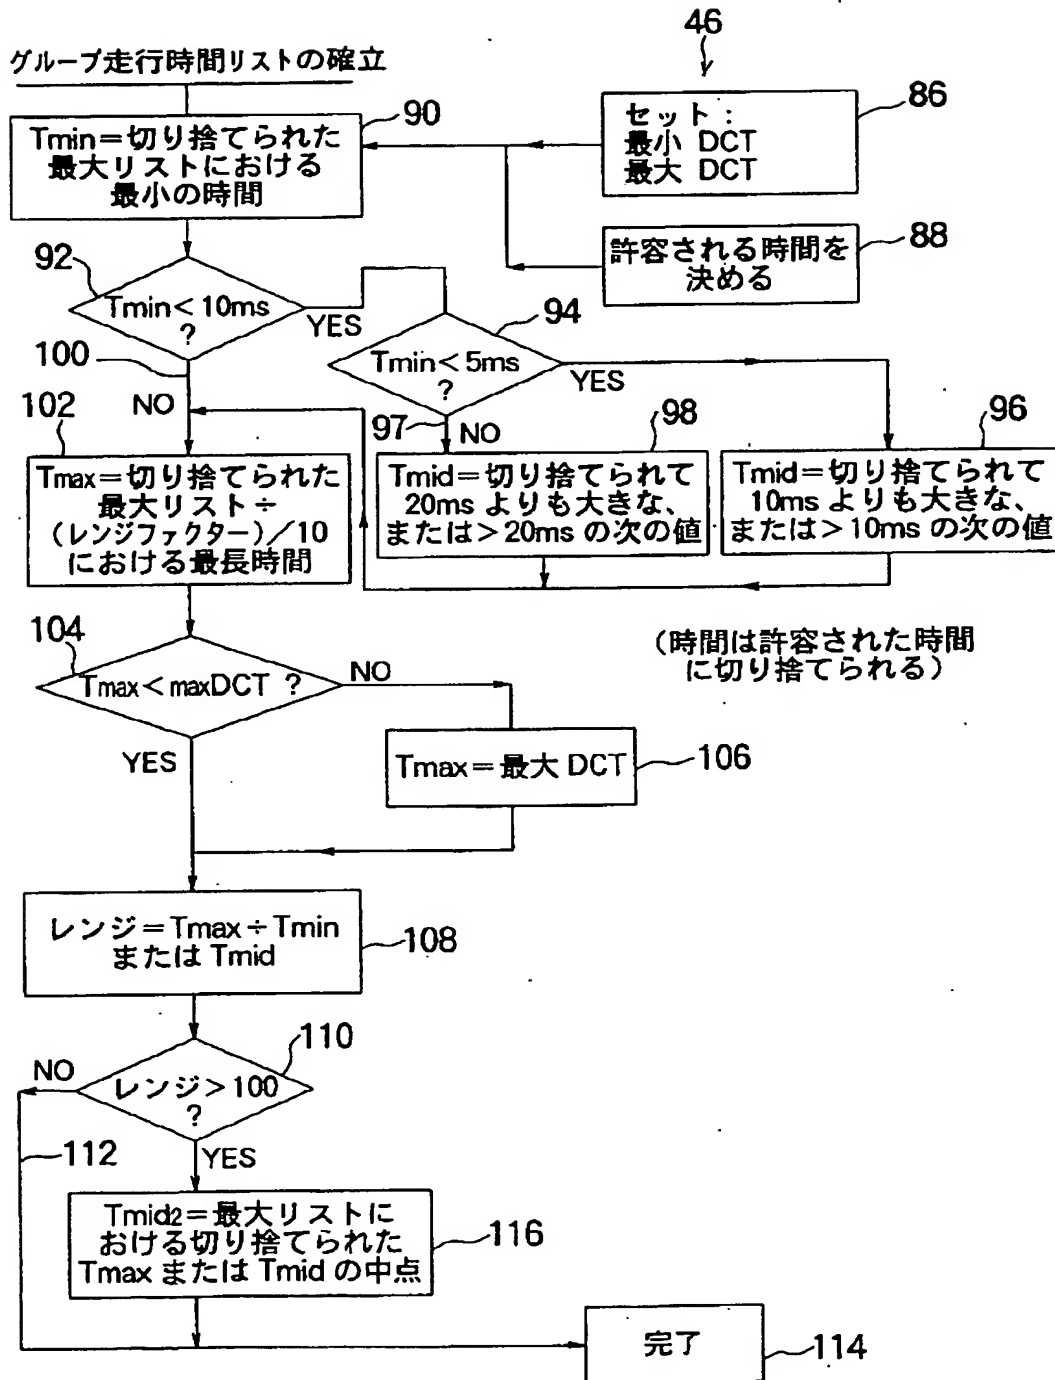 46
グループ走行時間リストの確立
90
Tmin=切り捨てられた
最大リストにおける
最小の時間
セット:
最小 DCT
最大 DCT
86
許容される時間を
決める
88
92
Tmin<10ms
?
YES
94
Tmin<5ms
?
YES
100
NO
97
NO
98
96
102
Tmax=切り捨てられた
最大リスト÷
(レンジファクター)/10
における最長時間
Tmid=切り捨てられて
20ms よりも大きな、
または>20ms の次の値
Tmid=切り捨てられて
10ms よりも大きな、
または>10ms の次の値
(時間は許容された時間
に切り捨てられる)
104
Tmax<maxDCT ?
NO
YES
Tmax=最大 DCT
106
レンジ=Tmax÷Tmin
または Tmid
108
110
NO
レンジ>100
?
112
YES
Tmid2=最大リストに
おける切り捨てられた
Tmax または Tmid の中点
116
完了
114